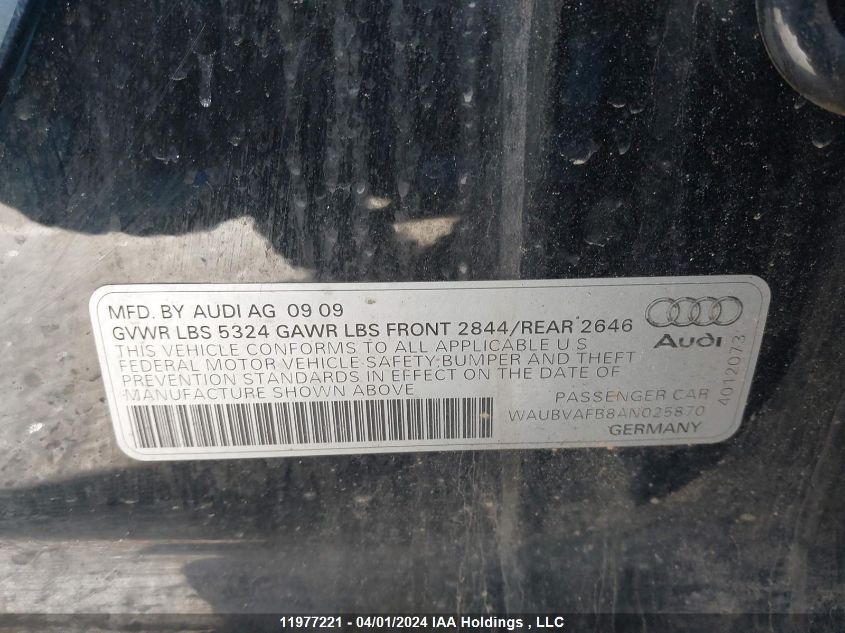 MFD. BY AUDI AG 09 09
GVWR LBS 5324 GAWR LBS FRONT 2844/REAR 2646
THIS VEHICLE CONFORMS TO ALL APPLICABLE U S
FEDERAL MOTOR VEHICLE SAFETY, BUMPER AND THEFT
PREVENTION STANDARDS IN EFFECT ON THE DATE OF
MANUFACTURE SHOWN ABOVE
Audi
4012073
PASSENGER CAR
WAUBVAFB8AN025870
GERMANY
11977221 - 04/01/2024 IAA Holdings , LLC